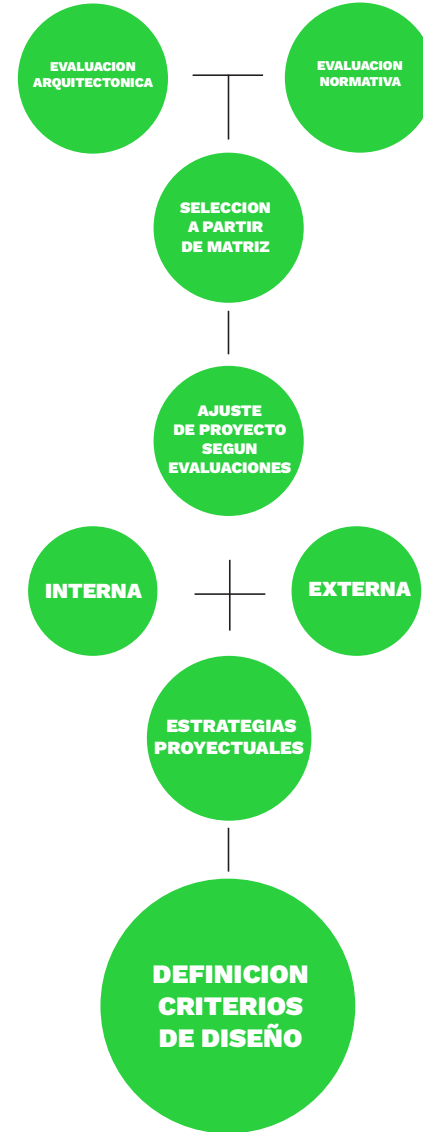 EVALUACION
ARQUITECTONICA
EVALUACION
NORMATIVA
SELECCION
A PARTIR
DE MATRIZ
AJUSTE
DE PROYECTO
SEGUN
EVALUACIONES
INTERNA
EXTERNA
ESTRATEGIAS
PROYECTUALES
DEFINICION
CRITERIOS
DE DISEÑO